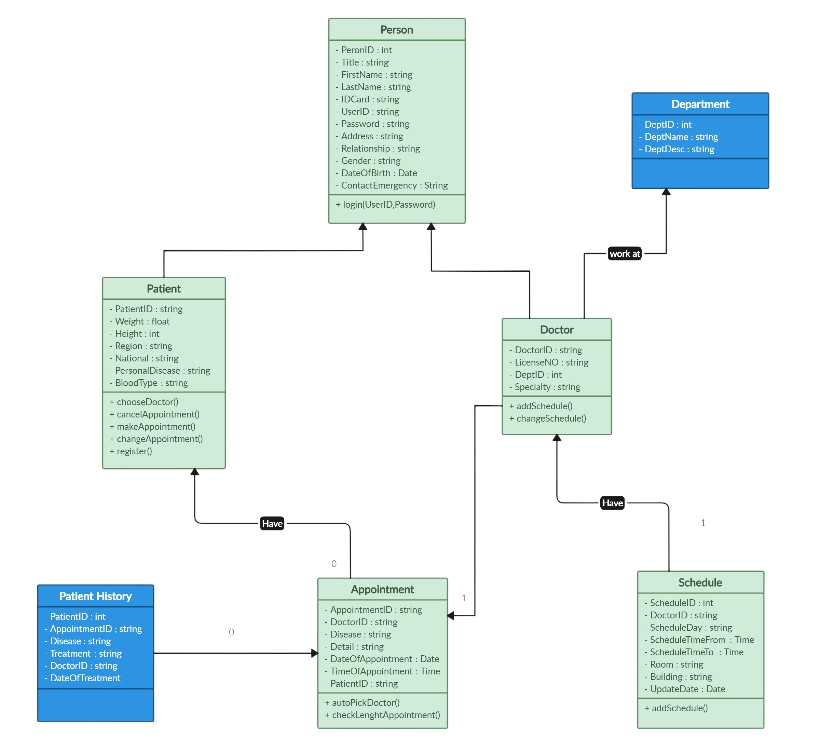 Person
- PeronID : int
- Title : string
- FirstName : string
- LastName : string
- IDCard : string
UserID : string
- Password : string
- Address : string
- Relationship : string
- Gender : string
- DateOfBirth : Date
- ContactEmergency : String
+ login(UserID,Password)
Department
DeptID : int
- DeptName : string
- DeptDesc : string
work at
Patient
- PatientID : string
- Weight : float
- Height : int
- Region : string
- National : string
PersonalDisease : string
- BloodType : string
+ chooseDoctor()
+ cancelAppointment()
+ makeAppointment()
+ changeAppointment()
+ register()
Doctor
- DoctorID : string
- LicenseNO : string
- DeptID : int
- Specialty : string
+ addSchedule()
+ changeSchedule()
Have
Have
1
0
1
0
Patient History
PatientID : int
- AppointmentID ; string
- Disease : string
- Treatment : string
- DoctorID : string
- DateOfTreatment
Appointment
- AppointmentID ; string
- DoctorID : string
- Disease : string
- Detail : string
- DateOfAppointment : Date
- TimeOfAppointment : Time
PatientID : string
+ autoPickDoctor()
+ checkLenghtAppointment()
Schedule
- ScheduleID : int
- DoctorID : string
ScheduleDay : string
- ScheduleTimeFrom : Time
- ScheduleTimeTo : Time
- Room : string
- Building : string
- UpdateDate : Date
+ addSchedule()